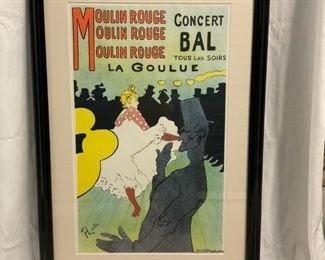 MOULIN ROUGE CONCERT
MOULIN ROUGE BAL
MOULIN ROUGE TOUS LES SOIRS
LA GOULUE